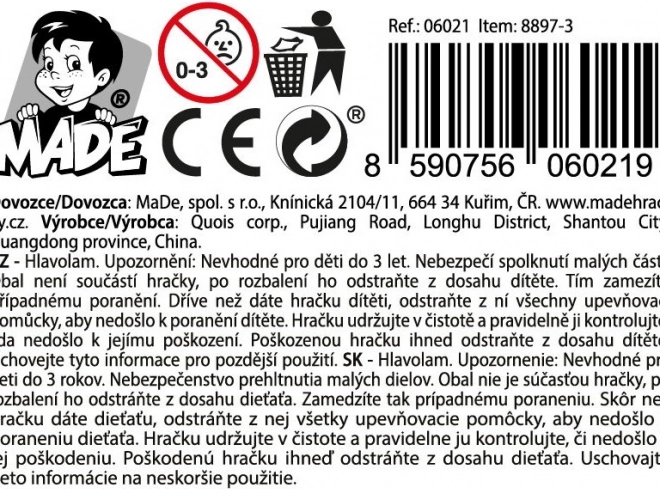 Ref.: 06021 Item: 8897-3
0-3
®
MADE
CE
®
8 590756 060219
Dovozce/Dovozca: MaDe, spol. s r.o., Knínická 2104/11, 664 34 Kuřim, ČR. www.madehrac
y.cz. Výrobce/Výrobca: Quois corp., Pujiang Road, Longhu District, Shantou City
uangdong province, China.
Z - Hlavolam. Upozornění: Nevhodné pro děti do 3 let. Nebezpečí spolknutí malých část
Obal není součástí hračky, po rozbalení ho odstraňte z dosahu dítěte. Tím zamezít
řípadnému poranění. Dříve než dáte hračku dítěti, odstraňte z ní všechny upevňovac
omůcky, aby nedošlo k poranění dítěte. Hračku udržujte v čistotě a pravidelně ji kontrolujte
da nedošlo k jejímu poškození. Poškozenou hračku ihned odstraňte z dosahu dítěte
schovejte tyto informace pro pozdější použití. SK - Hlavolam. Upozornenie: Nevhodné pr
eti do 3 rokov. Nebezpečenstvo prehltnutia malých dielov. Obal nie je súčasťou hračky, p
ozbalení ho odstráňte z dosahu dieťaťa. Zamedzíte tak prípadnému poraneniu. Skôr ne
račku dáte dieťaťu, odstráňte z nej všetky upevňovacie pomôcky, aby nedošlo
oraneniu dieťaťa. Hračku udržujte v čistote a pravidelne ju kontrolujte, či nedošlo
ej poškodeniu. Poškodenú hračku ihneď odstráňte z dosahu dieťaťa. Uschovajt
ieto informácie na neskoršie použitie.